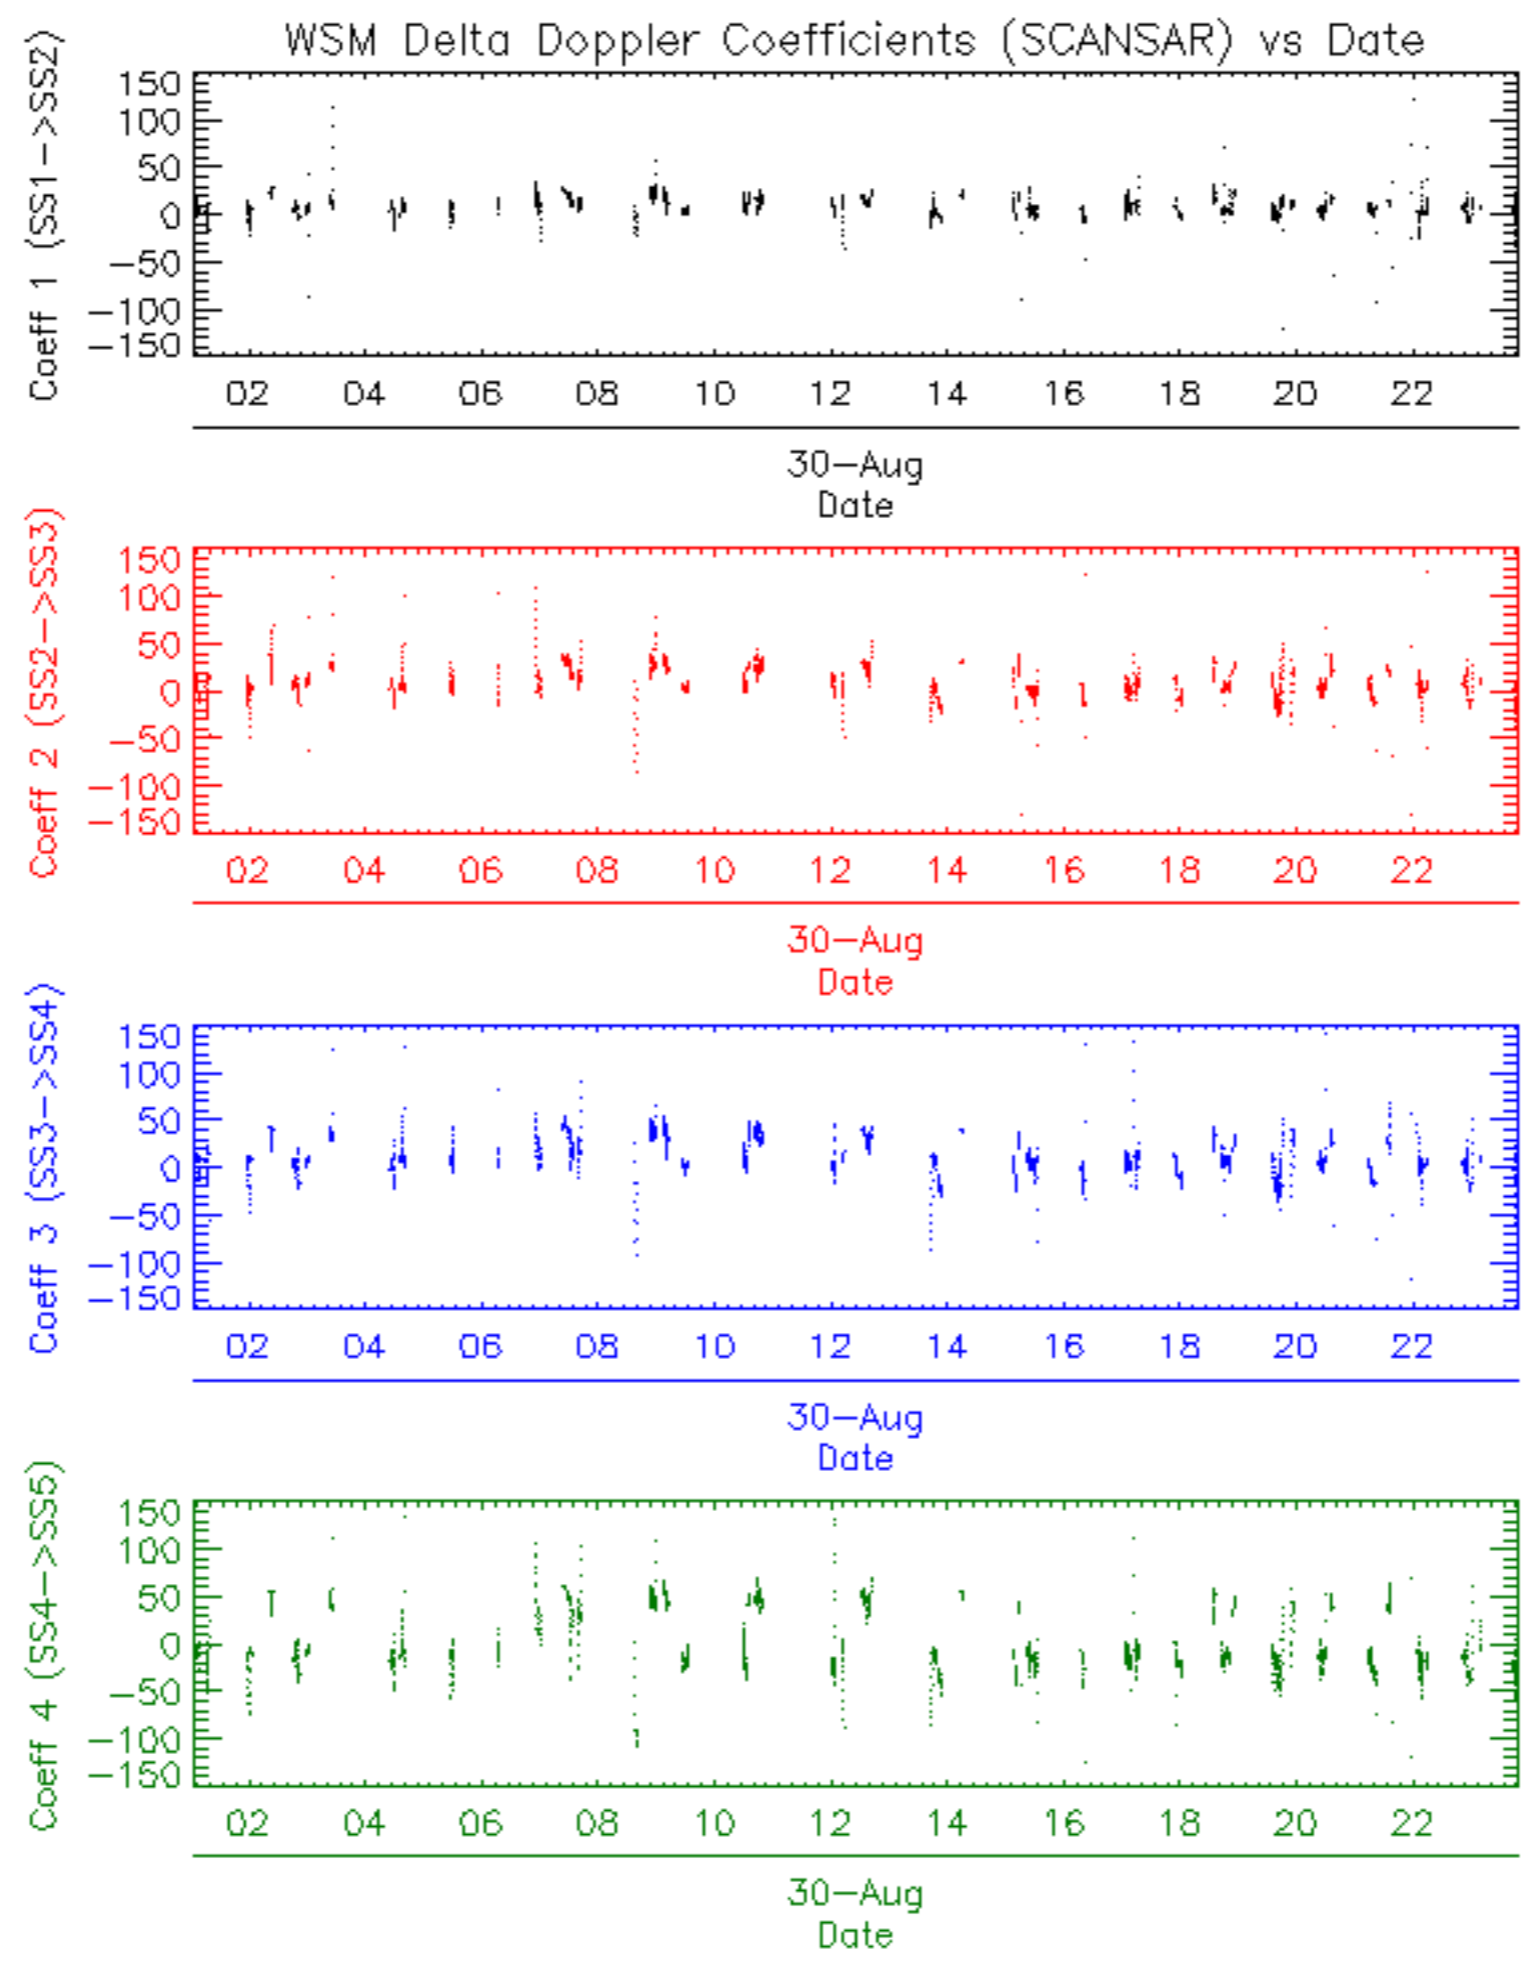 WSM Delta Doppler Coefficients (SCANSAR) vs Date
Coeff 1 (SS1->SS2)
150
100
50
0
-50
-100
-150
02 04 06 08 10 12 14 16 18 20 22
30-Aug
Date
Coeff 2 (SS2->SS3)
150
100
50
0
-50
-100
-150
02 04 06 08 10 12 14 16 18 20 22
30-Aug
Date
Coeff 3 (SS3->SS4)
150
100
50
0
-50
-100
-150
02 04 06 08 10 12 14 16 18 20 22
30-Aug
Date
Coeff 4 (SS4->SS5)
150
100
50
0
-50
-100
-150
02 04 06 08 10 12 14 16 18 20 22
30-Aug
Date